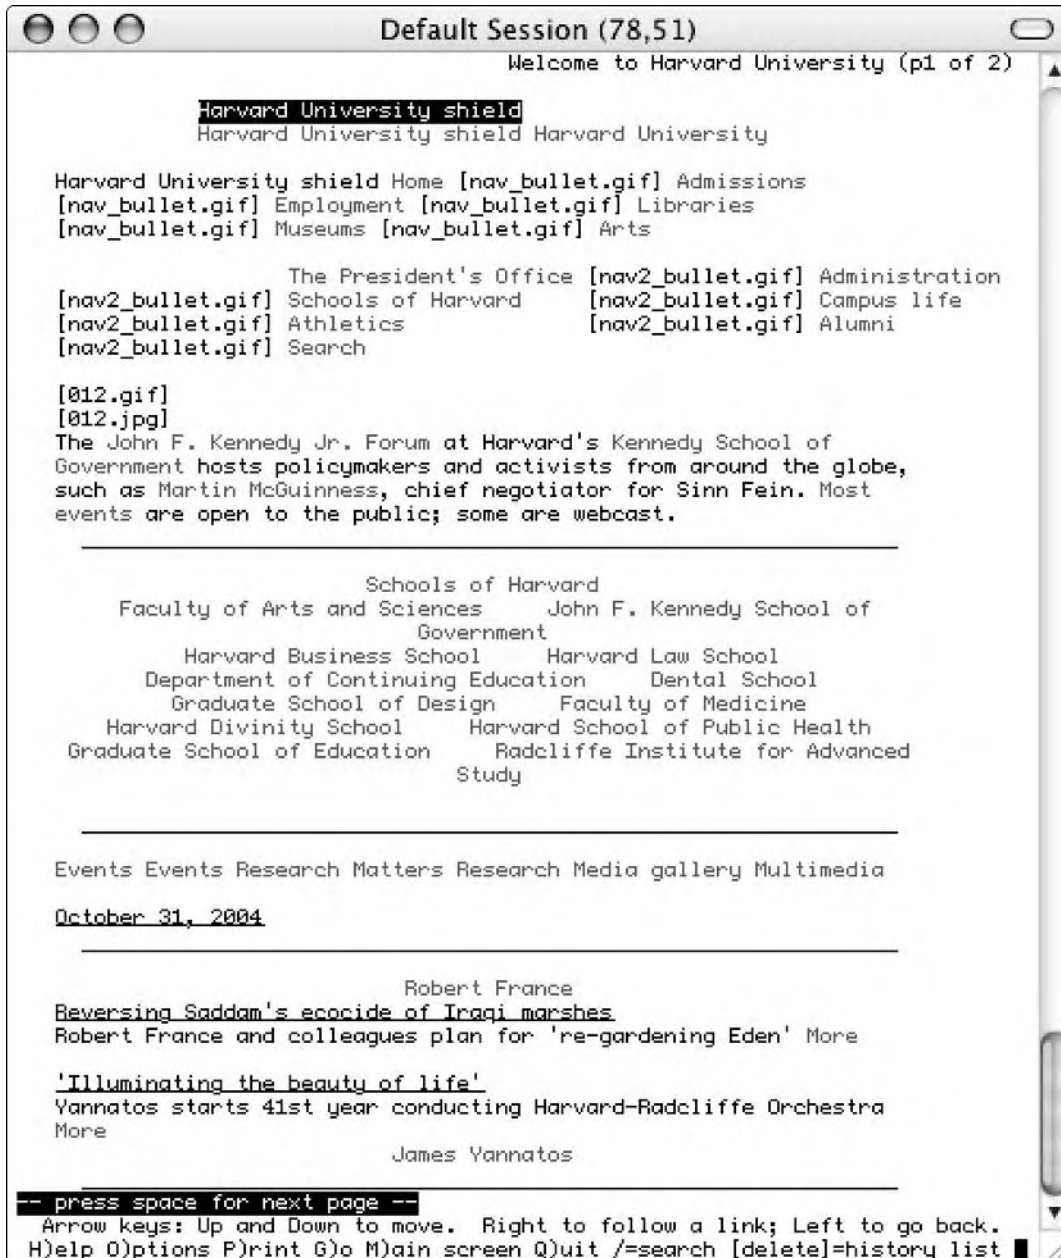 Default Session (78,51)
Welcome to Harvard University (p1 of 2)
Harvard University shield
Harvard University shield Harvard University
Harvard University shield Home [nav_bullet.gif] Admissions
[nav_bullet.gif] Employment [nav_bullet.gif] Libraries
[nav_bullet.gif] Museums [nav_bullet.gif] Arts
The President's Office [nav2_bullet.gif] Administration
[nav2_bullet.gif] Schools of Harvard [nav2_bullet.gif] Campus life
[nav2_bullet.gif] Athletics [nav2_bullet.gif] Alumni
[nav2_bullet.gif] Search
[012.gif]
[012.jpg]
The John F. Kennedy Jr. Forum at Harvard's Kennedy School of
Government hosts policymakers and activists from around the globe,
such as Martin McGuinness, chief negotiator for Sinn Fein. Most
events are open to the public; some are webcast.
Schools of Harvard
Faculty of Arts and Sciences John F. Kennedy School of
Government
Harvard Business School Harvard Law School
Department of Continuing Education Dental School
Graduate School of Design Faculty of Medicine
Harvard Divinity School Harvard School of Public Health
Graduate School of Education Radcliffe Institute for Advanced
Study
Events Events Research Matters Research Media gallery Multimedia
October 31, 2004
Robert France
Reversing Saddam's ecocide of Iraqi marshes
Robert France and colleagues plan for 're-gardening Eden' More
'Illuminating the beauty of life'
Yannatos starts 41st year conducting Harvard-Radcliffe Orchestra
More
James Yannatos
-- press space for next page --
Arrow keys: Up and Down to move. Right to follow a link; Left to go back.
H)elp O)ptions P)rint G)o M)ain screen Q)uit /=search [delete]=history list